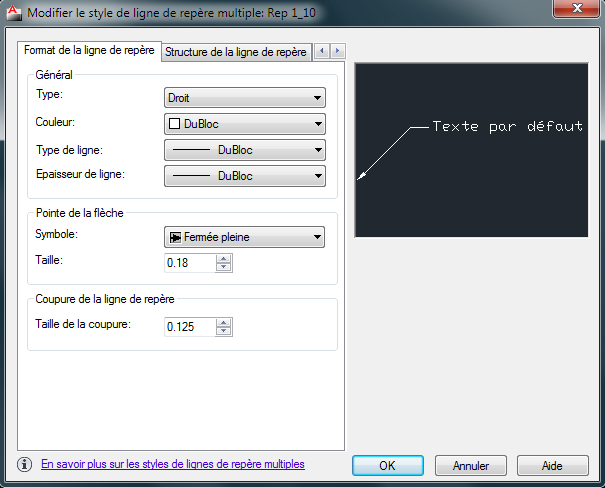 Modifier le style de ligne de repère multiple: Rep 1_10
Format de la ligne de repère
Structure de la ligne de repère
Général
Type:
Droit
Couleur:
DuBloc
Type de ligne:
DuBloc
Epaisseur de ligne:
DuBloc
Pointe de la flèche
Symbole:
Fermée pleine
Taille:
0.18
Coupure de la ligne de repère
Taille de la coupure:
0.125
Texte par défaut
En savoir plus sur les styles de lignes de repère multiples
OK
Annuler
Aide